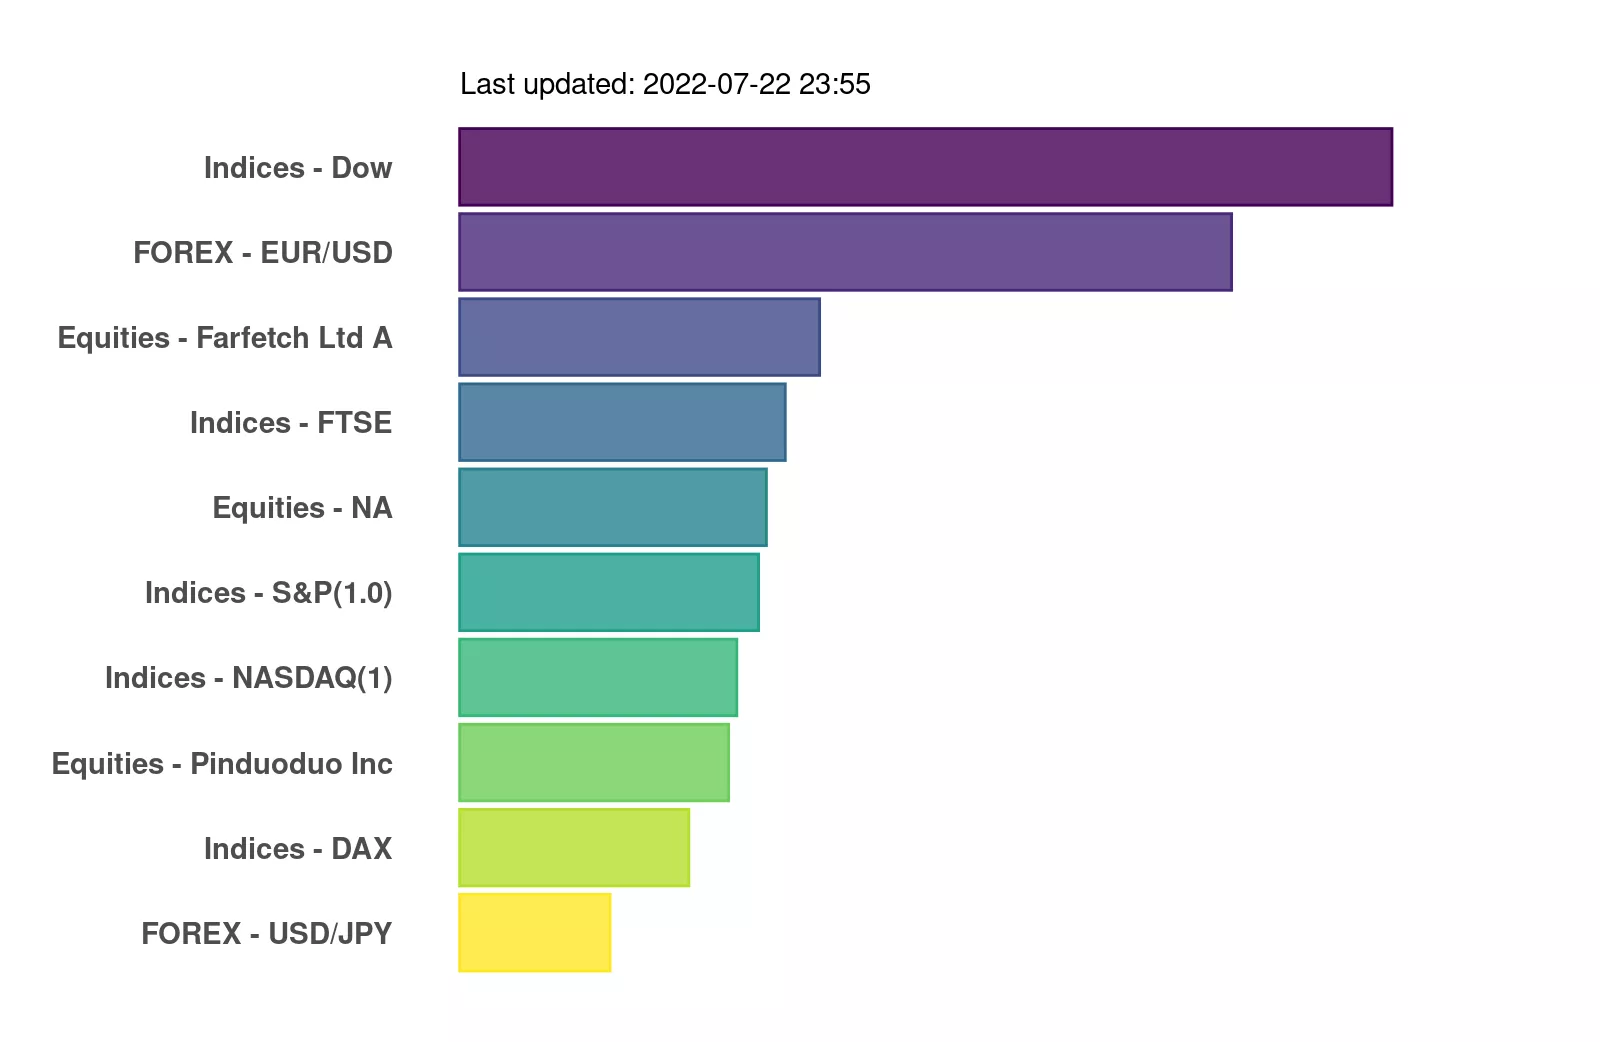 Last updated: 2022-07-22 23:55
Indices - Dow
FOREX - EUR/USD
Equities - Farfetch Ltd A
Indices - FTSE
Equities - NA
Indices - S&P(1.0)
Indices - NASDAQ(1)
Equities - Pinduoduo Inc
Indices - DAX
FOREX - USD/JPY